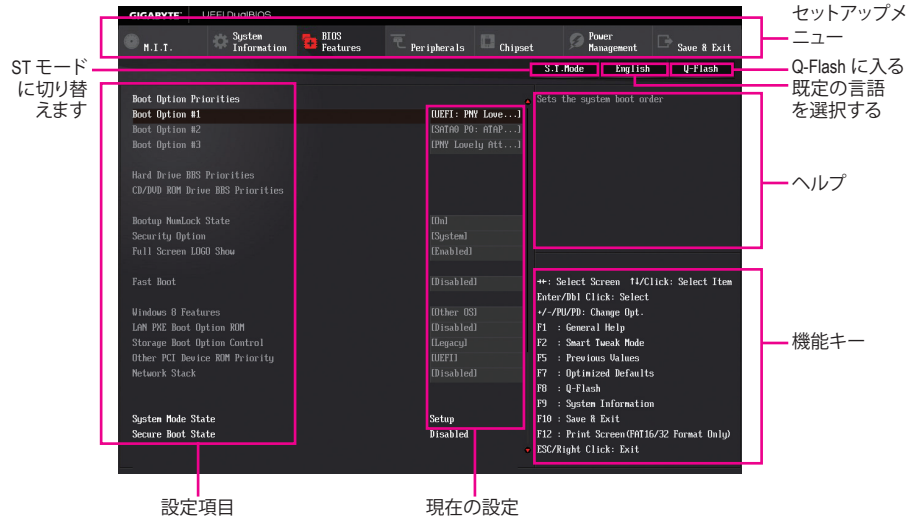 GIGABYTE UEFI DualBIOS
セットアップメ
ニュー
M.I.T.
System
Information
BIOS
Features
Peripherals
Chipset
Power
Management
Save & Exit
ST モード
に切り替
えます
S.T.Mode English Q-Flash
Q-Flash に入る
既定の言語
を選択する
Boot Option Priorities
Boot Option #1 [UEFI: PNY Love...]
Boot Option #2 [SATA0 P0: ATAP...]
Boot Option #3 [PNY Lovely Att...]
Hard Drive BBS Priorities
CD/DVD ROM Drive BBS Priorities
Bootup NumLock State [On]
Security Option [System]
Full Screen LOGO Show [Enabled]
Fast Boot [Disabled]
Windows 8 Features [Other OS]
LAN PXE Boot Option ROM [Disabled]
Storage Boot Option Control [Legacy]
Other PCI Device ROM Priority [UEFI]
Network Stack [Disabled]
System Mode State Setup
Secure Boot State Disabled
Sets the system boot order
ヘルプ
→←: Select Screen ↑↓/Click: Select Item
Enter/Dbl Click: Select
+/-/PU/PD: Change Opt.
F1 : General Help
F2 : Smart Tweak Mode
F5 : Previous Values
F7 : Optimized Defaults
F8 : Q-Flash
F9 : System Information
F10 : Save & Exit
F12 : Print Screen(FAT16/32 Format Only)
ESC/Right Click: Exit
機能キー
設定項目
現在の設定